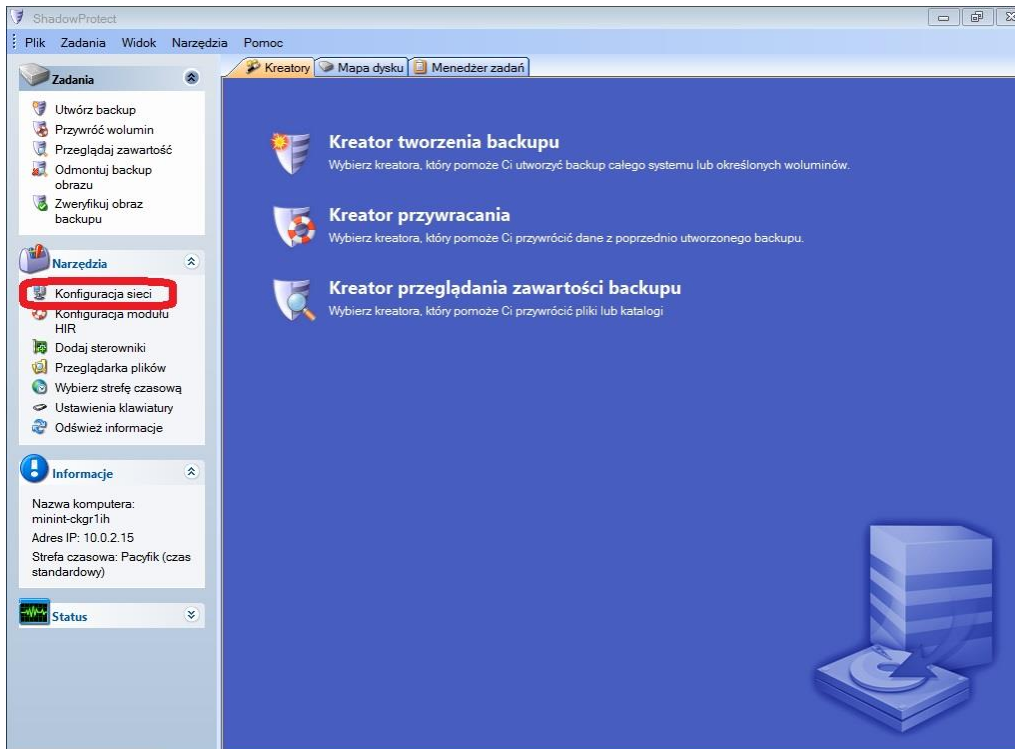 ShadowProtect
Plik Zadania Widok Narzędzia Pomoc
Kreatory Mapa dysku Menedżer zadań
Zadania
Utwórz backup
Przywróć wolumin
Przeglądaj zawartość
Odmontuj backup
obrazu
Zweryfikuj obraz
backupu
Narzędzia
Konfiguracja sieci
Konfiguracja modułu
HIR
Dodaj sterowniki
Przeglądarka plików
Wybierz strefę czasową
Ustawienia klawiatury
Odśwież informacje
Informacje
Nazwa komputera:
minint-ckgr1ih
Adres IP: 10.0.2.15
Strefa czasowa: Pacyfik (czas
standardowy)
Status
Kreator tworzenia backupu
Wybierz kreatora, który pomoże Ci utworzyć backup całego systemu lub określonych woluminów.
Kreator przywracania
Wybierz kreatora, który pomoże Ci przywrócić dane z poprzednio utworzonego backupu.
Kreator przeglądania zawartości backupu
Wybierz kreatora, który pomoże Ci przywrócić pliki lub katalogi